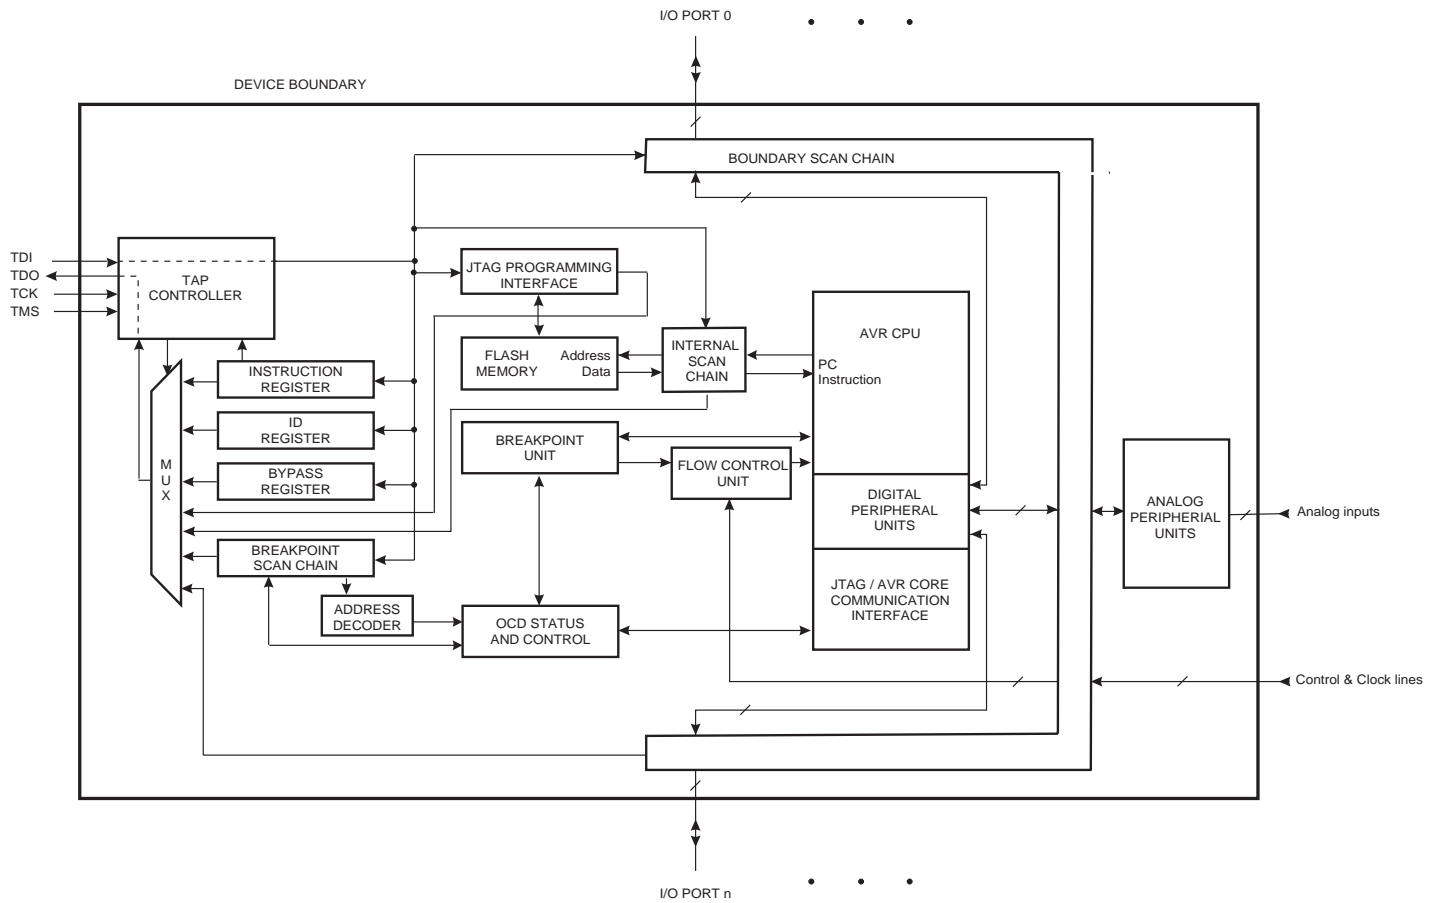 I/O PORT 0
DEVICE BOUNDARY
BOUNDARY SCAN CHAIN
TDI
TDO
TCK
TMS
TAP
CONTROLLER
JTAG PROGRAMMING
INTERFACE
AVR CPU
FLASH
MEMORY
Address
Data
INTERNAL
SCAN
CHAIN
PC
Instruction
INSTRUCTION
REGISTER
ID
REGISTER
BREAKPOINT
UNIT
FLOW CONTROL
UNIT
M
U
X
BYPASS
REGISTER
DIGITAL
PERIPHERAL
UNITS
ANALOG
PERIPHERIAL
UNITS
Analog inputs
BREAKPOINT
SCAN CHAIN
ADDRESS
DECODER
OCD STATUS
AND CONTROL
JTAG / AVR CORE
COMMUNICATION
INTERFACE
Control & Clock lines
I/O PORT n